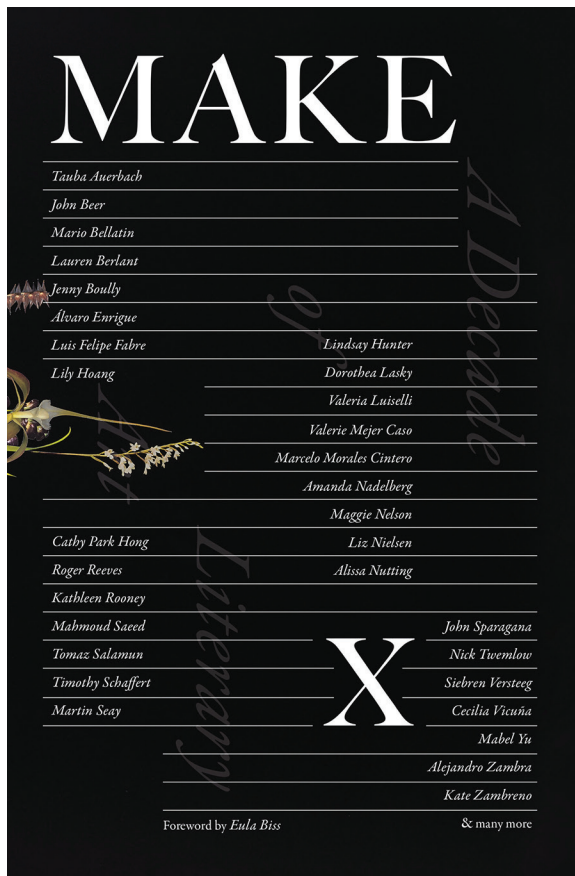 MAKE
Tauba Auerbach
John Beer
Mario Bellatin
Lauren Berlant
Jenny Boully
Álvaro Enrigue
Luis Felipe Fabre
Lily Hoang
Lindsay Hunter
Dorothea Lasky
Valeria Luiselli
Valerie Mejer Caso
Marcelo Morales Cintero
Amanda Nadelberg
Maggie Nelson
Liz Nielsen
Alissa Nutting
Cathy Park Hong
Roger Reeves
Kathleen Rooney
Mahmoud Saeed
Tomaz Salamun
Timothy Schaffert
Martin Seay
X
John Sparagana
Nick Twemlow
Siebren Versteeg
Cecilia Vicuña
Mabel Yu
Alejandro Zambra
Kate Zambreno
& many more
Foreword by Eula Biss
A Decade
of
Literary
Art